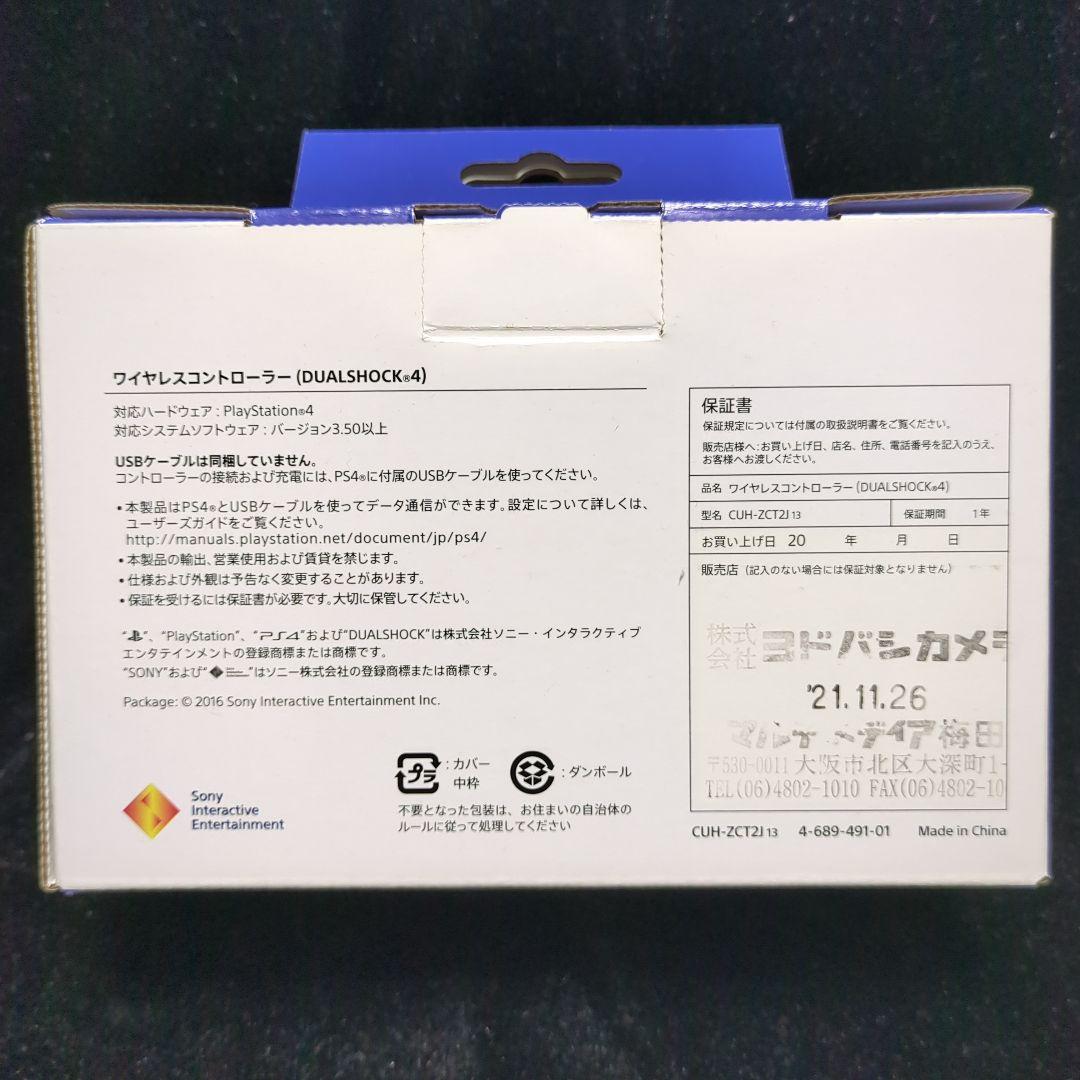 ワイヤレスコントローラー (DUALSHOCK®4)
対応ハードウェア : PlayStation®4
対応システムソフトウェア : バージョン3.50以上
USBケーブルは同梱していません。
コントローラーの接続および充電には、PS4®に付属のUSBケーブルを使ってください。
•本製品はPS4®とUSBケーブルを使ってデータ通信ができます。設定について詳しくは、
ユーザーズガイドをご覧ください。
http://manuals.playstation.net/document/jp/ps4/
•本製品の輸出、営業使用および賃貸を禁じます。
•仕様および外観は予告なく変更することがあります。
•保証を受けるには保証書が必要です。大切に保管してください。
“ ”、“PlayStation”、“PS4”および“DUALSHOCK”は株式会社ソニー・インタラクティブ
エンタテインメントの登録商標または商標です。
“SONY”および“ ”はソニー株式会社の登録商標または商標です。
Package: © 2016 Sony Interactive Entertainment Inc.
プラ : カバー
中枠
: ダンボール
不要となった包装は、お住まいの自治体の
ルールに従って処理してください
Sony
Interactive
Entertainment
保証書
保証規定については付属の取扱説明書をご覧ください。
販売店様へ : お買い上げ日、店名、住所、電話番号を記入のうえ、
お客様へお渡しください。
品名 ワイヤレスコントローラー (DUALSHOCK®4)
型名 CUH-ZCT2J 13 保証期間 1年
お買い上げ日 20 年 月 日
販売店 (記入のない場合には保証対象となりません)
株式会社 ヨドバシカメラ
'21.11.26
マルチメディア梅田
〒530-0011 大阪市北区大深町1-
TEL(06)4802-1010 FAX(06)4802-10
CUH-ZCT2J 13 4-689-491-01 Made in China